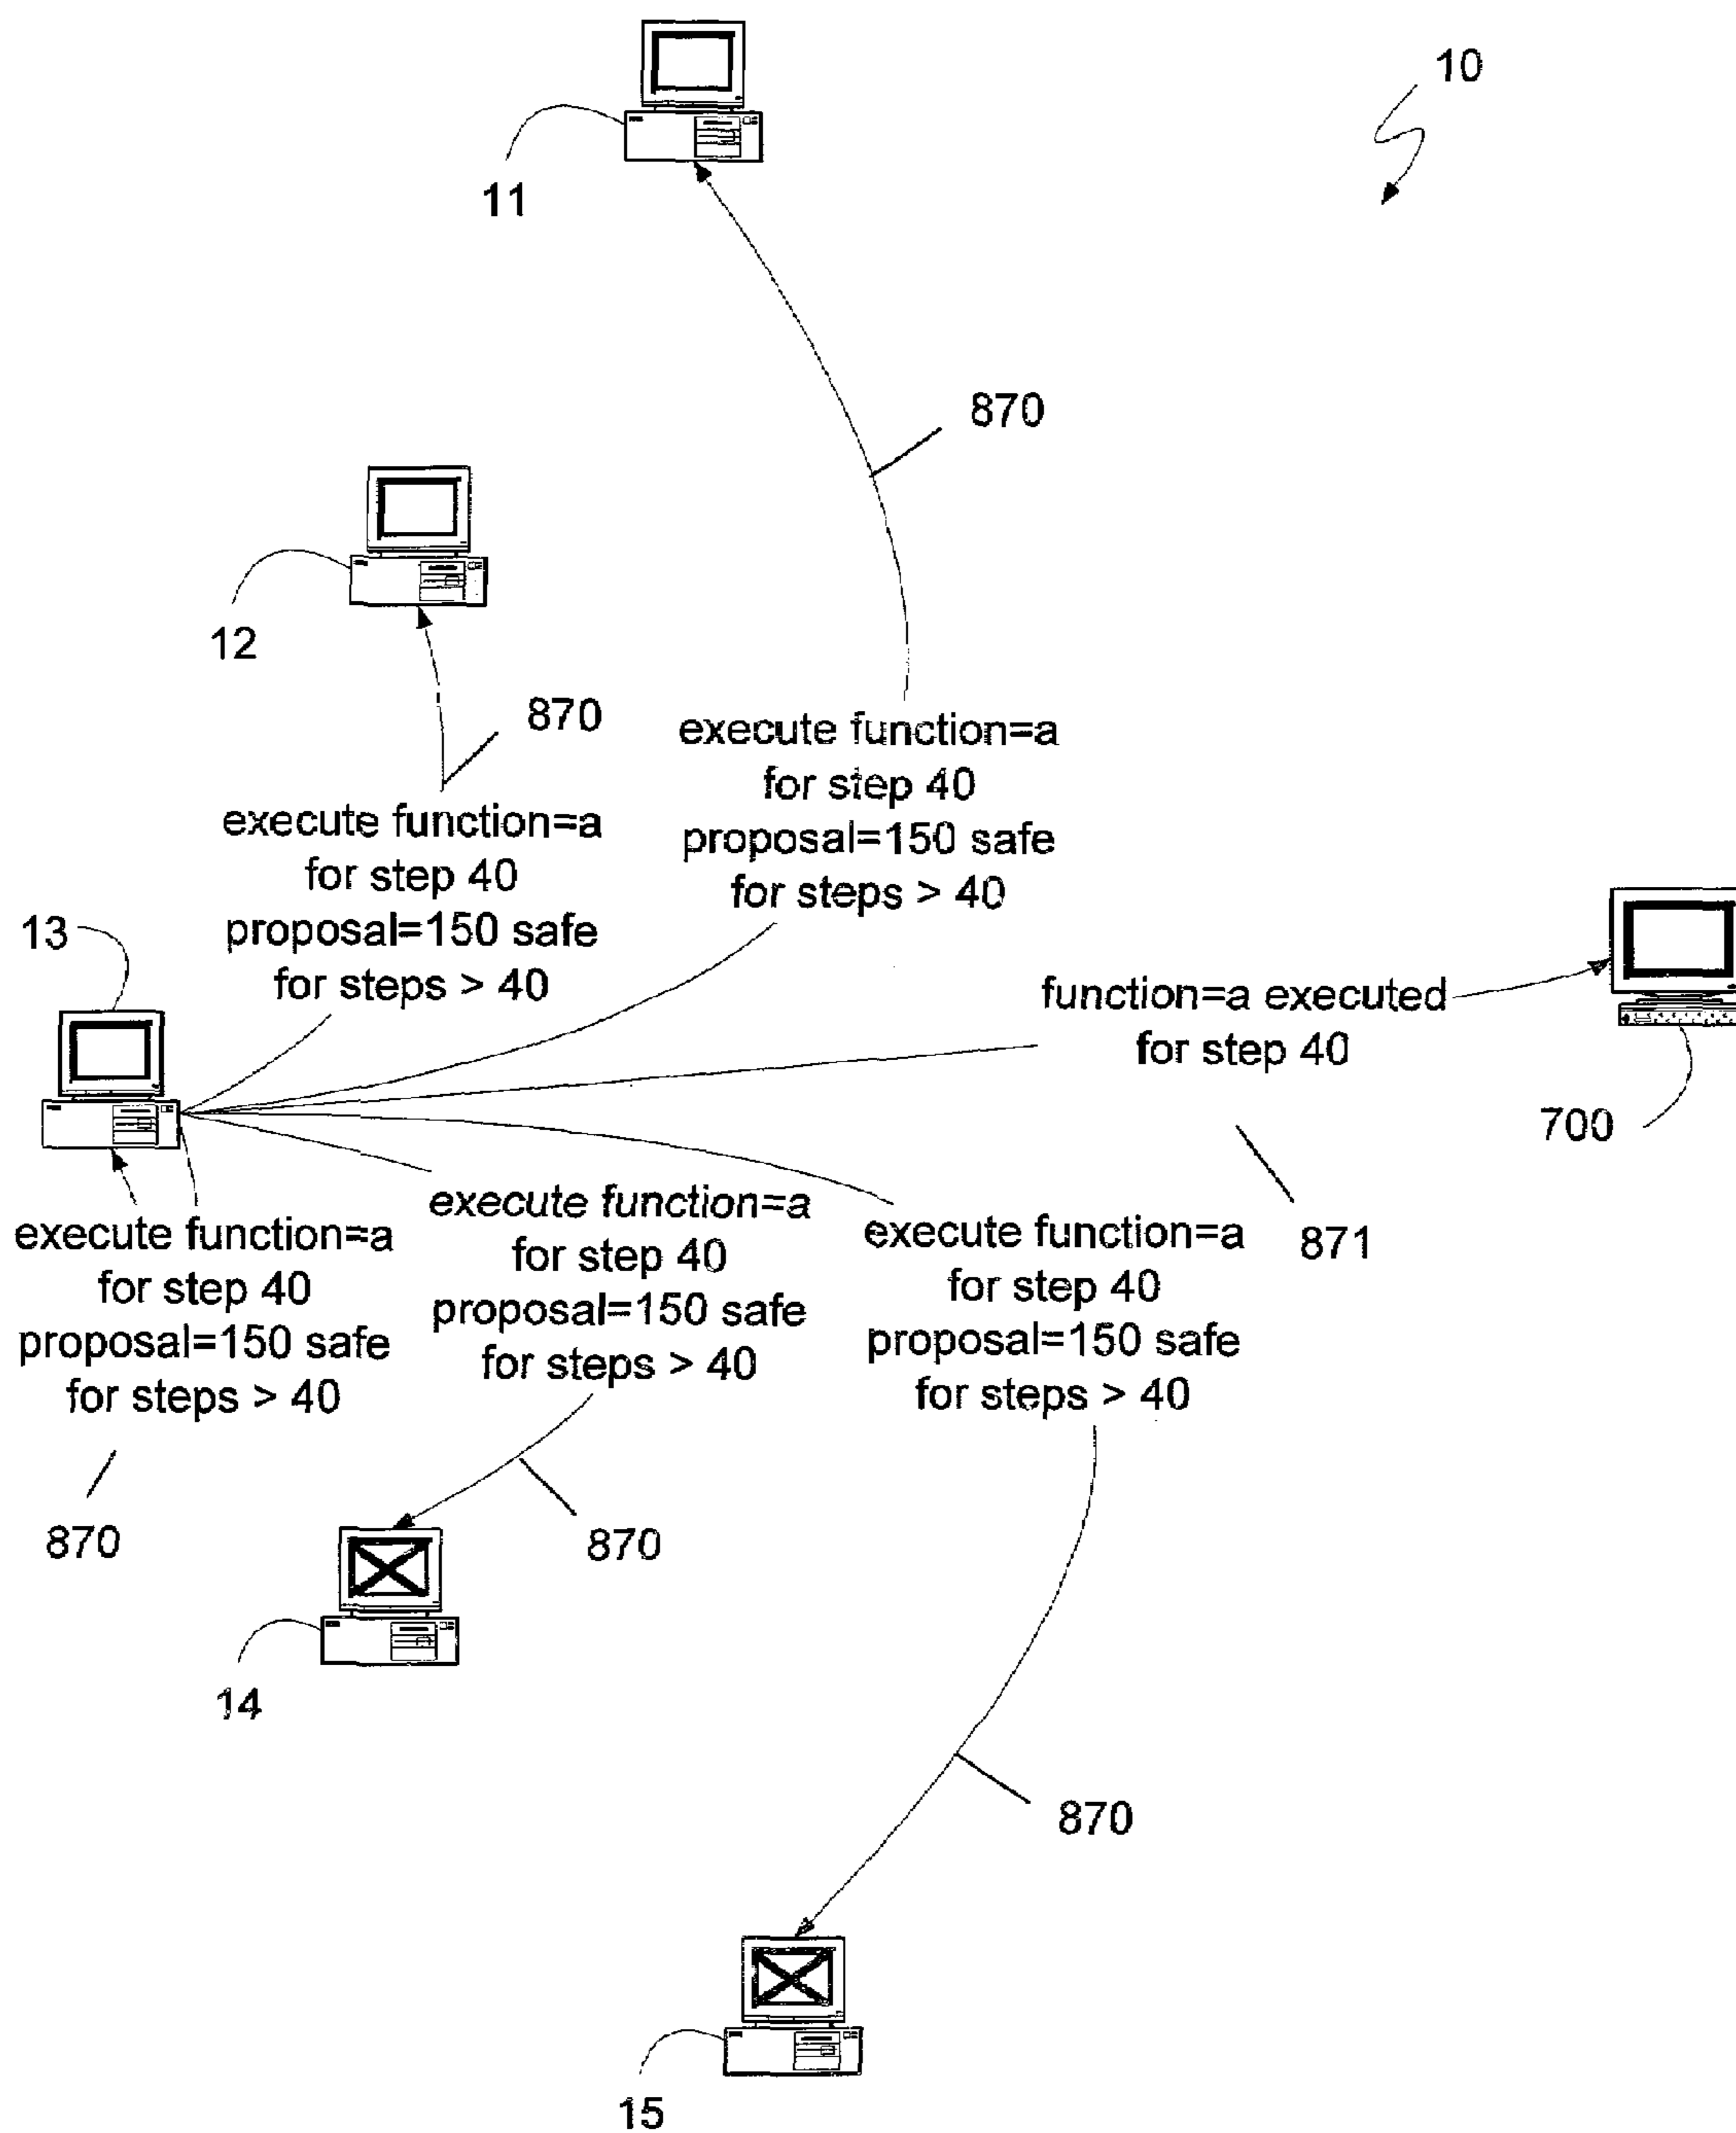 10
11
870
12
870
execute function=a
for step 40
proposal=150 safe
for steps > 40
execute function=a
for step 40
proposal=150 safe
for steps > 40
13
function=a executed
for step 40
700
execute function=a
for step 40
proposal=150 safe
for steps > 40
870
execute function=a
for step 40
proposal=150 safe
for steps > 40
870
execute function=a
for step 40
proposal=150 safe
for steps > 40
871
14
870
15